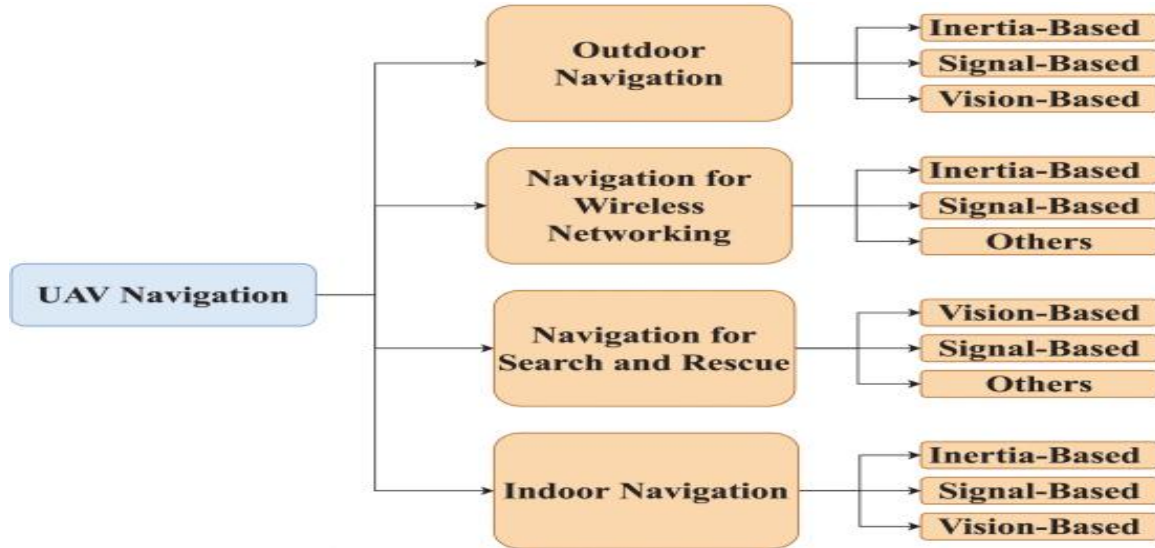 UAV Navigation
Outdoor
Navigation
Inertia-Based
Signal-Based
Vision-Based
Navigation for
Wireless
Networking
Inertia-Based
Signal-Based
Others
Navigation for
Search and Rescue
Vision-Based
Signal-Based
Others
Indoor Navigation
Inertia-Based
Signal-Based
Vision-Based